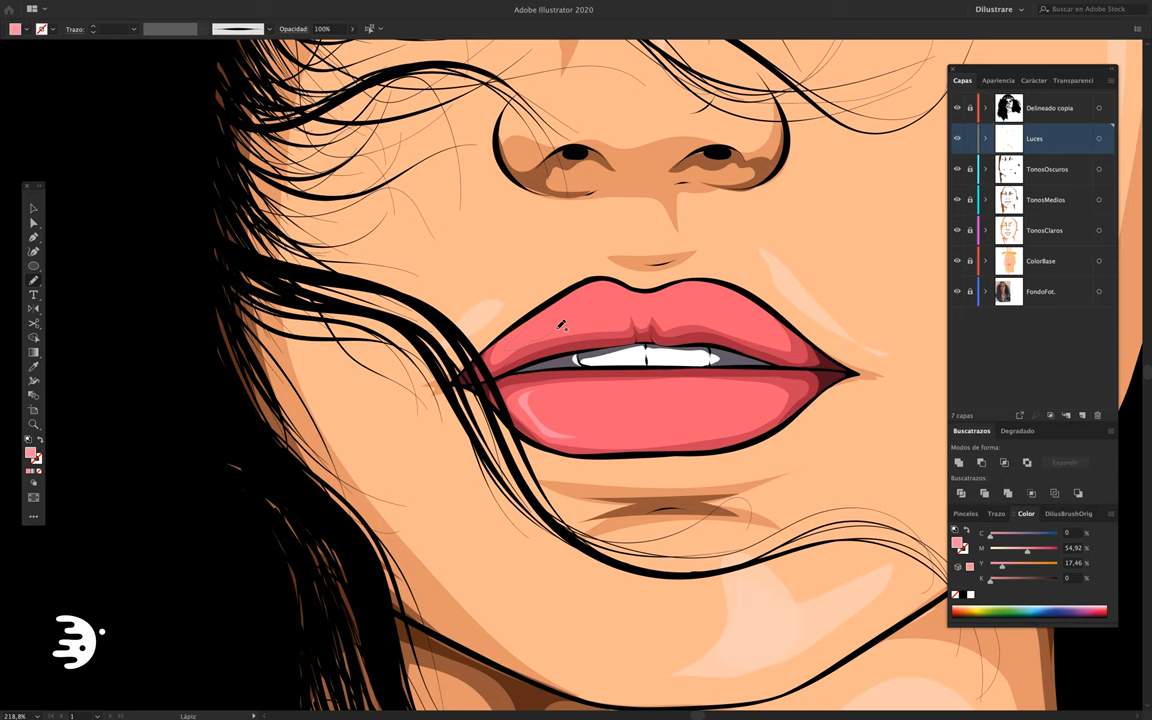 Adobe Illustrator 2020
Dilustrare
Buscar en Adobe Stock
Trazo:
Opacidad:
100%
Capas
Apariencia
Carácter
Transparenci
Delineado copia
Luces
TonosOscuros
TonosMedios
TonosClaros
ColorBase
FondoFot.
7 capas
Buscatrazos
Degradado
Modos de forma:
Expandir
Buscatrazos:
Pinceles
Trazo
Color
DilusBrushOrig
C
0
%
M
54,92
%
Y
17,46
%
K
0
%
218,8%
1
Lápiz